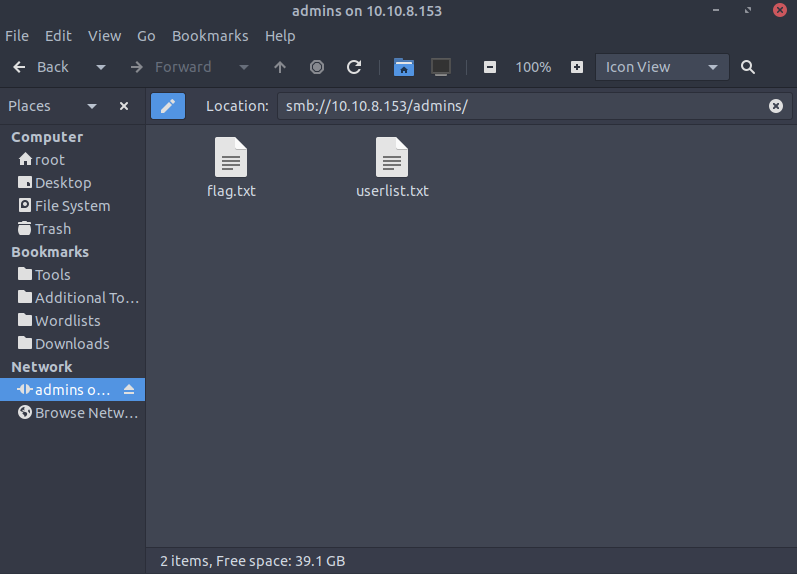 admins on 10.10.8.153
File Edit View Go Bookmarks Help
Back Forward 100% Icon View
Places Location: smb://10.10.8.153/admins/
Computer
root
Desktop
File System
Trash
Bookmarks
Tools
Additional To...
Wordlists
Downloads
Network
admins o...
Browse Netw...
flag.txt userlist.txt
2 items, Free space: 39.1 GB